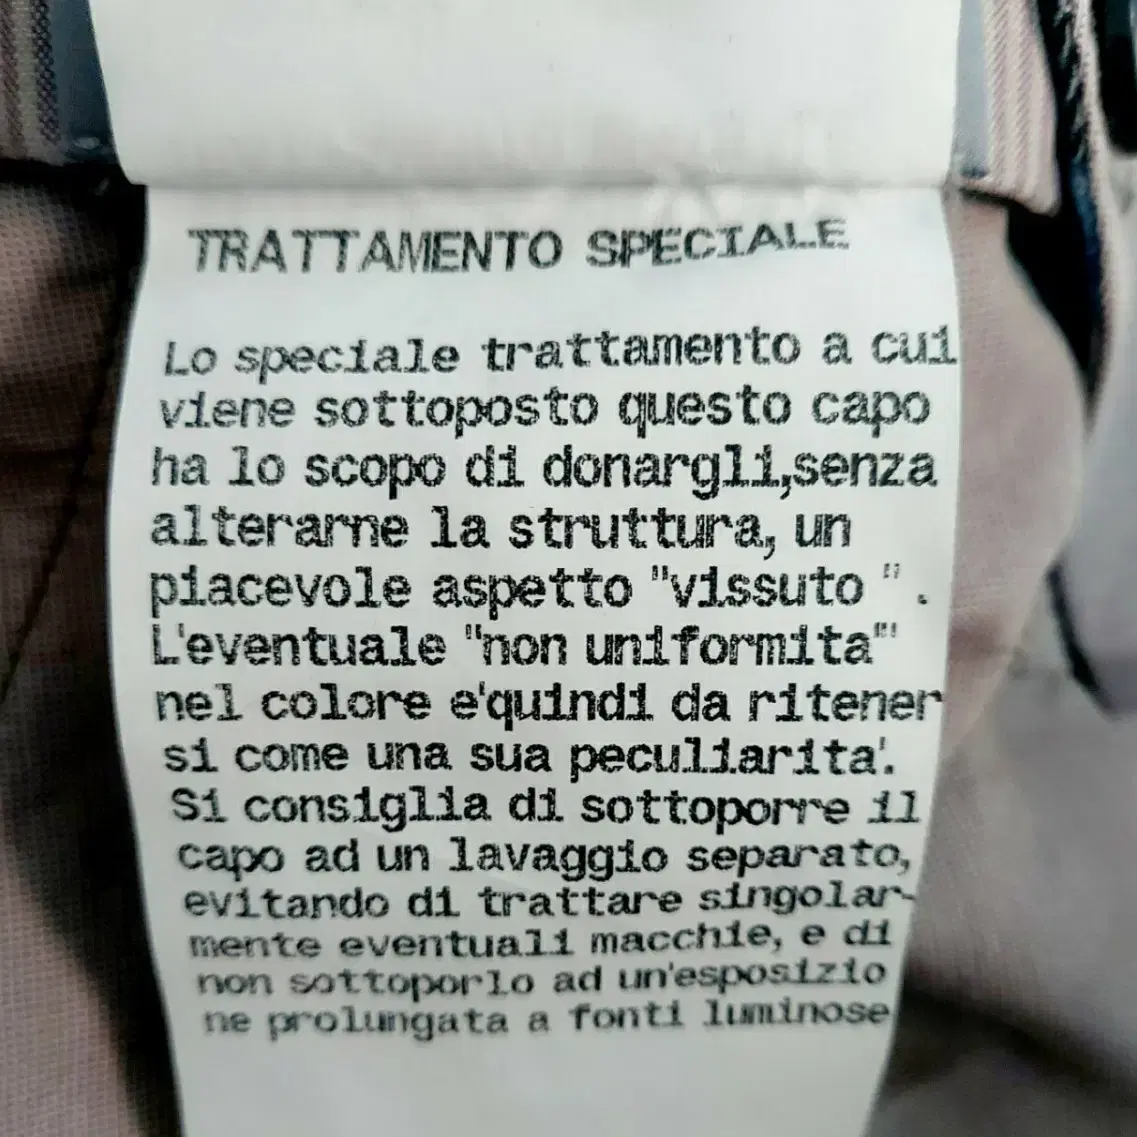 TRATTAMENTO SPECIALE
Lo speciale trattamento a cui
viene sottoposto questo capo
ha lo scopo di donargli,senza
alterarne la struttura, un
piacevole aspetto "vissuto ".
L'eventuale "non uniformita'"
nel colore e'quindi da ritener
si come una sua peculiarita'.
Si consiglia di sottoporre il
capo ad un lavaggio separato,
evitando di trattare singolar-
mente eventuali macchie, e di
non sottoporlo ad un'esposizio
ne prolungata a fonti luminose